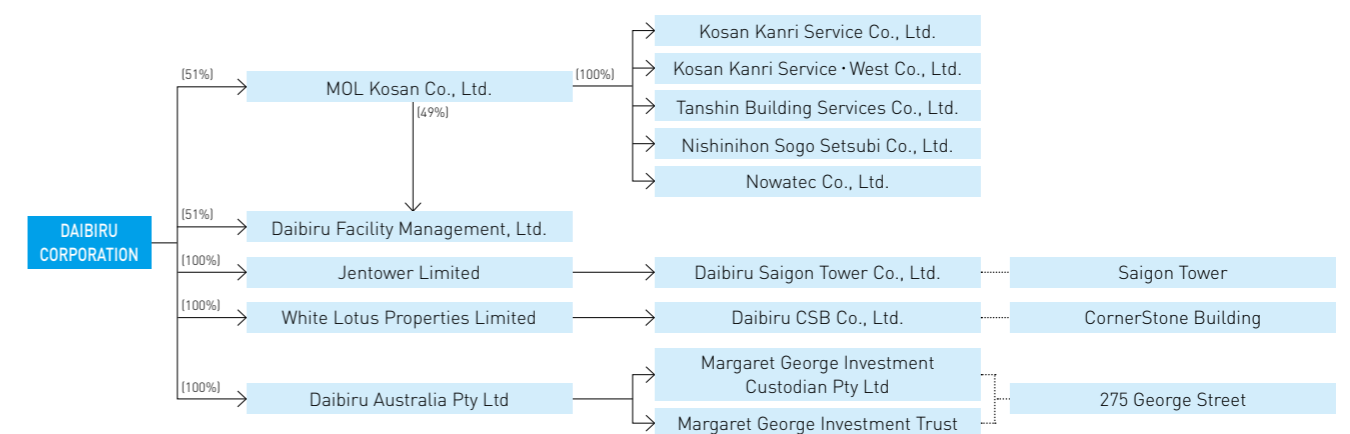 Kosan Kanri Service Co., Ltd.
(51%)
MOL Kosan Co., Ltd.
(100%)
Kosan Kanri Service・West Co., Ltd.
(49%)
Tanshin Building Services Co., Ltd.
Nishinihon Sogo Setsubi Co., Ltd.
Nowatec Co., Ltd.
DAIBIRU
CORPORATION
(51%)
Daibiru Facility Management, Ltd.
(100%)
Jentower Limited
Daibiru Saigon Tower Co., Ltd.
Saigon Tower
(100%)
White Lotus Properties Limited
Daibiru CSB Co., Ltd.
CornerStone Building
(100%)
Daibiru Australia Pty Ltd
Margaret George Investment
Custodian Pty Ltd
Margaret George Investment Trust
275 George Street